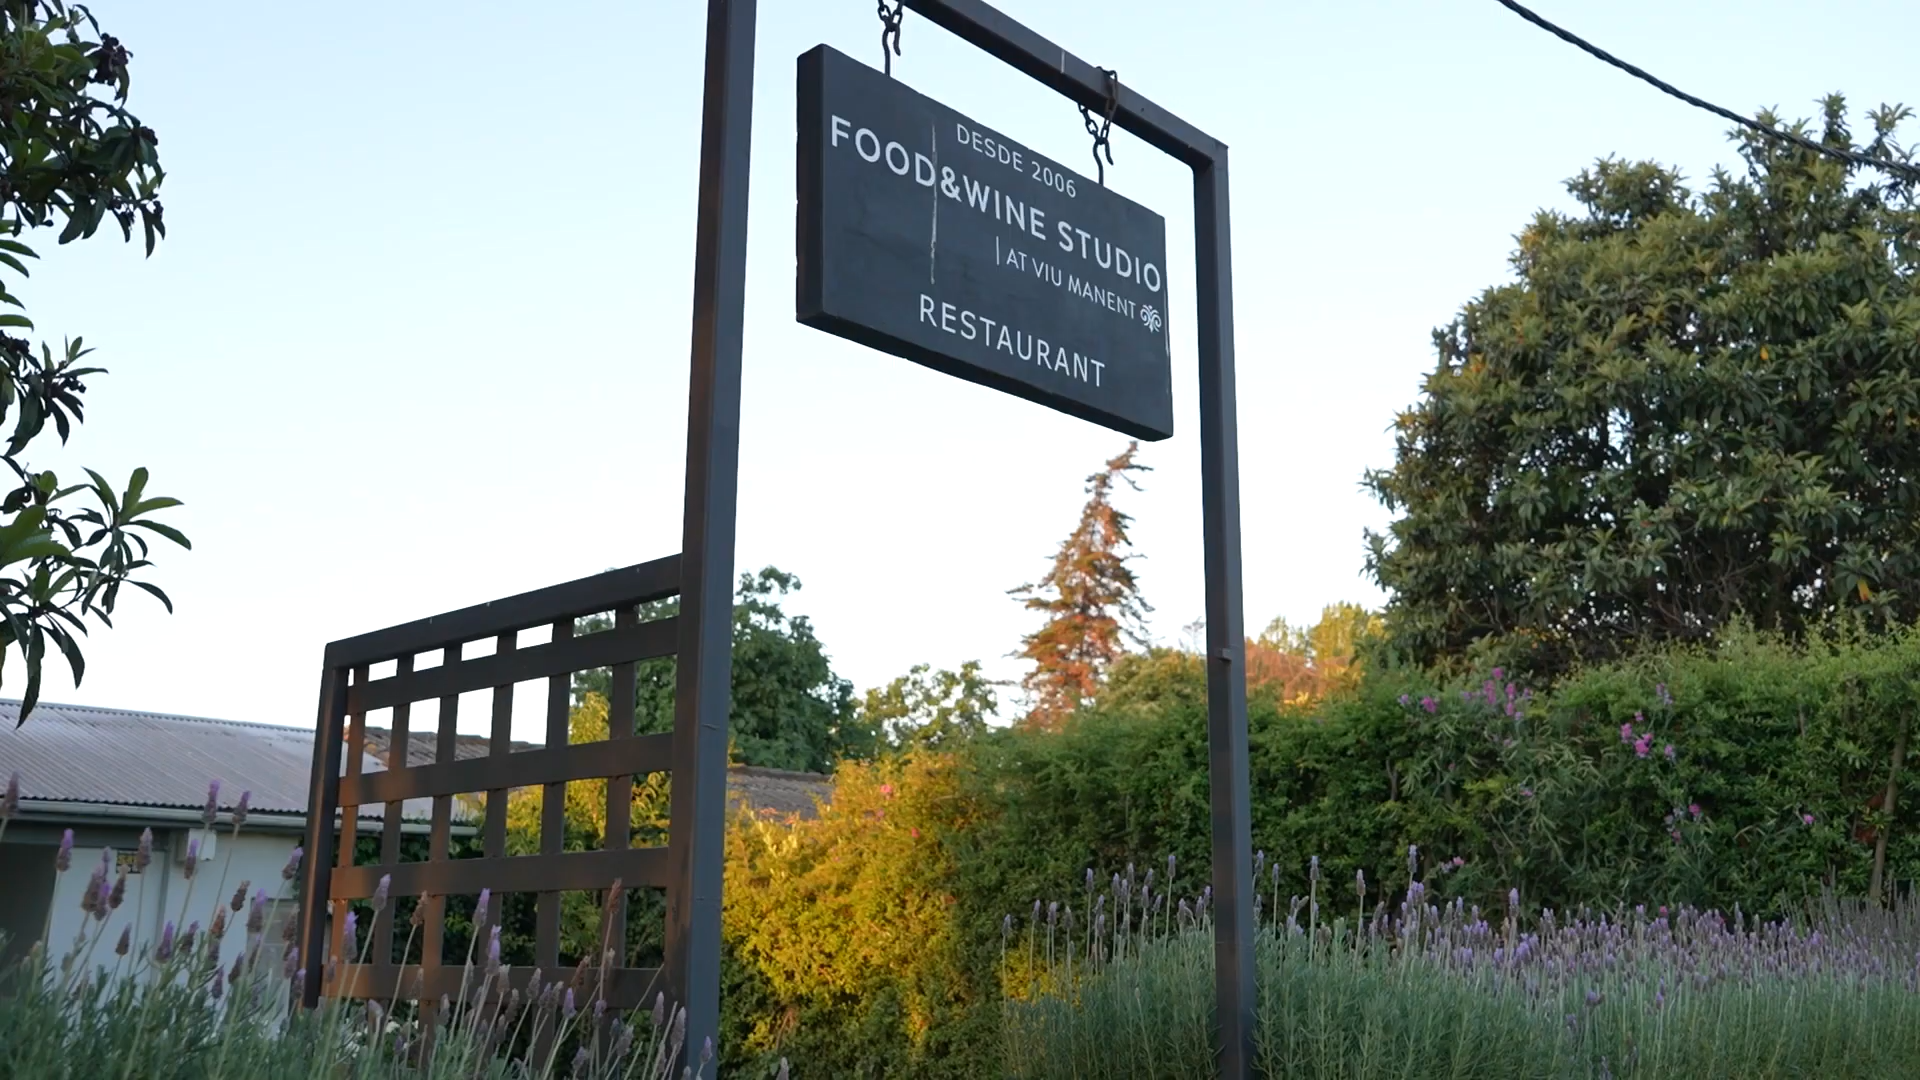 DESDE 2006
FOOD&WINE STUDIO
| AT VIU MANENT
RESTAURANT